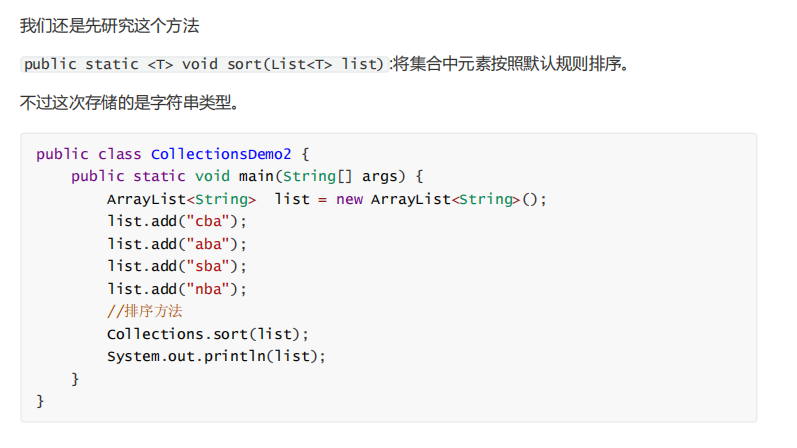 我们还是先研究这个方法
public static <T> void sort(List<T> list):将集合中元素按照默认规则排序。
不过这次存储的是字符串类型。
public class CollectionsDemo2 {
    public static void main(String[] args) {
        ArrayList<String>  list = new ArrayList<String>();
        list.add("cba");
        list.add("aba");
        list.add("sba");
        list.add("nba");
        //排序方法
        Collections.sort(list);
        System.out.println(list);
    }
}